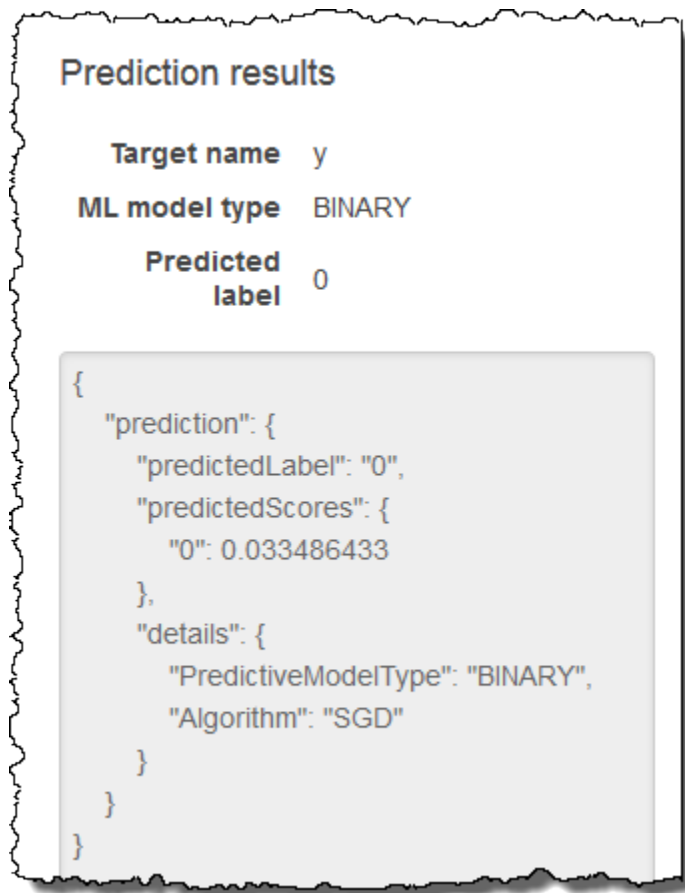 Prediction results
Target name y
ML model type BINARY
Predicted
label 0
{
"prediction": {
"predictedLabel": "0",
"predictedScores": {
"0": 0.033486433
},
"details": {
"PredictiveModelType": "BINARY",
"Algorithm": "SGD"
}
}
}